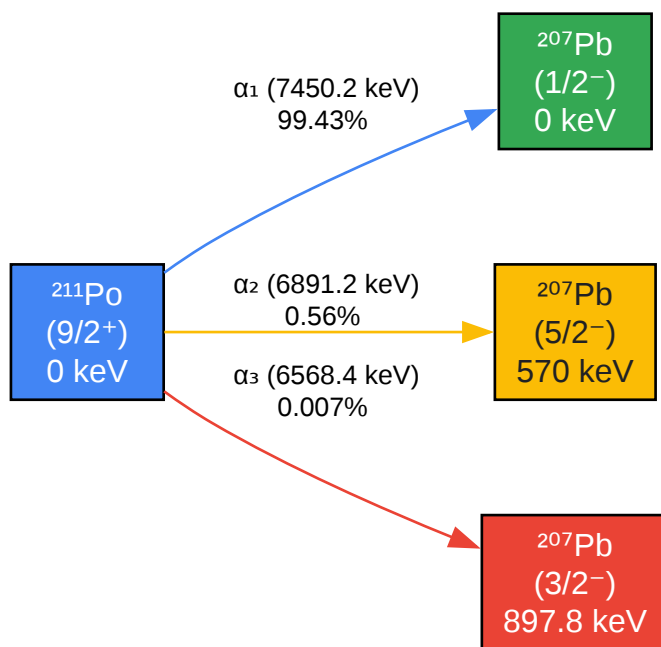 ²⁰⁷Pb
(1/2⁻)
0 keV
α₁ (7450.2 keV)
99.43%
²¹¹Po
(9/2⁺)
0 keV
α₂ (6891.2 keV)
0.56%
²⁰⁷Pb
(5/2⁻)
570 keV
α₃ (6568.4 keV)
0.007%
²⁰⁷Pb
(3/2⁻)
897.8 keV